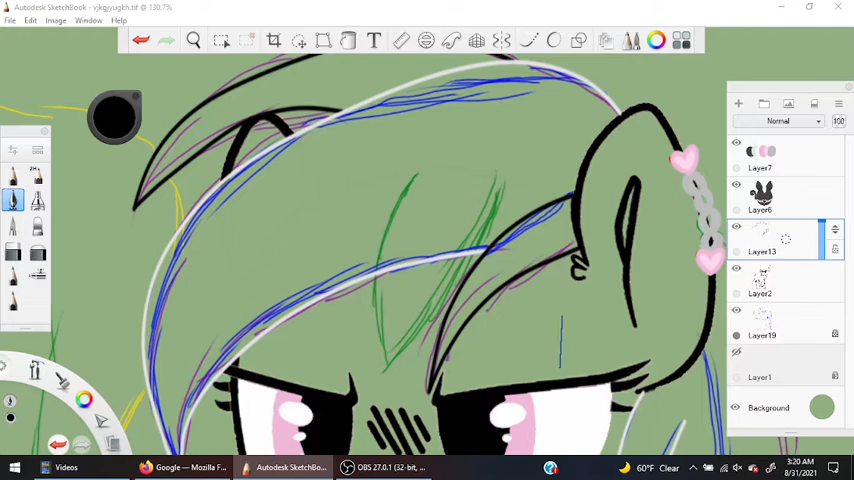 Autodesk SketchBook - vjkgjyugkh.tif @ 130.7%
File Edit Image Window Help
T
Normal
100
2H
Layer7
Layer6
Layer13
Layer2
Layer19
Layer1
Background
Videos
Google — Mozilla F...
Autodesk SketchBo...
OBS 27.0.1 (32-bit, ...
60°F Clear
3:20 AM
8/31/2021